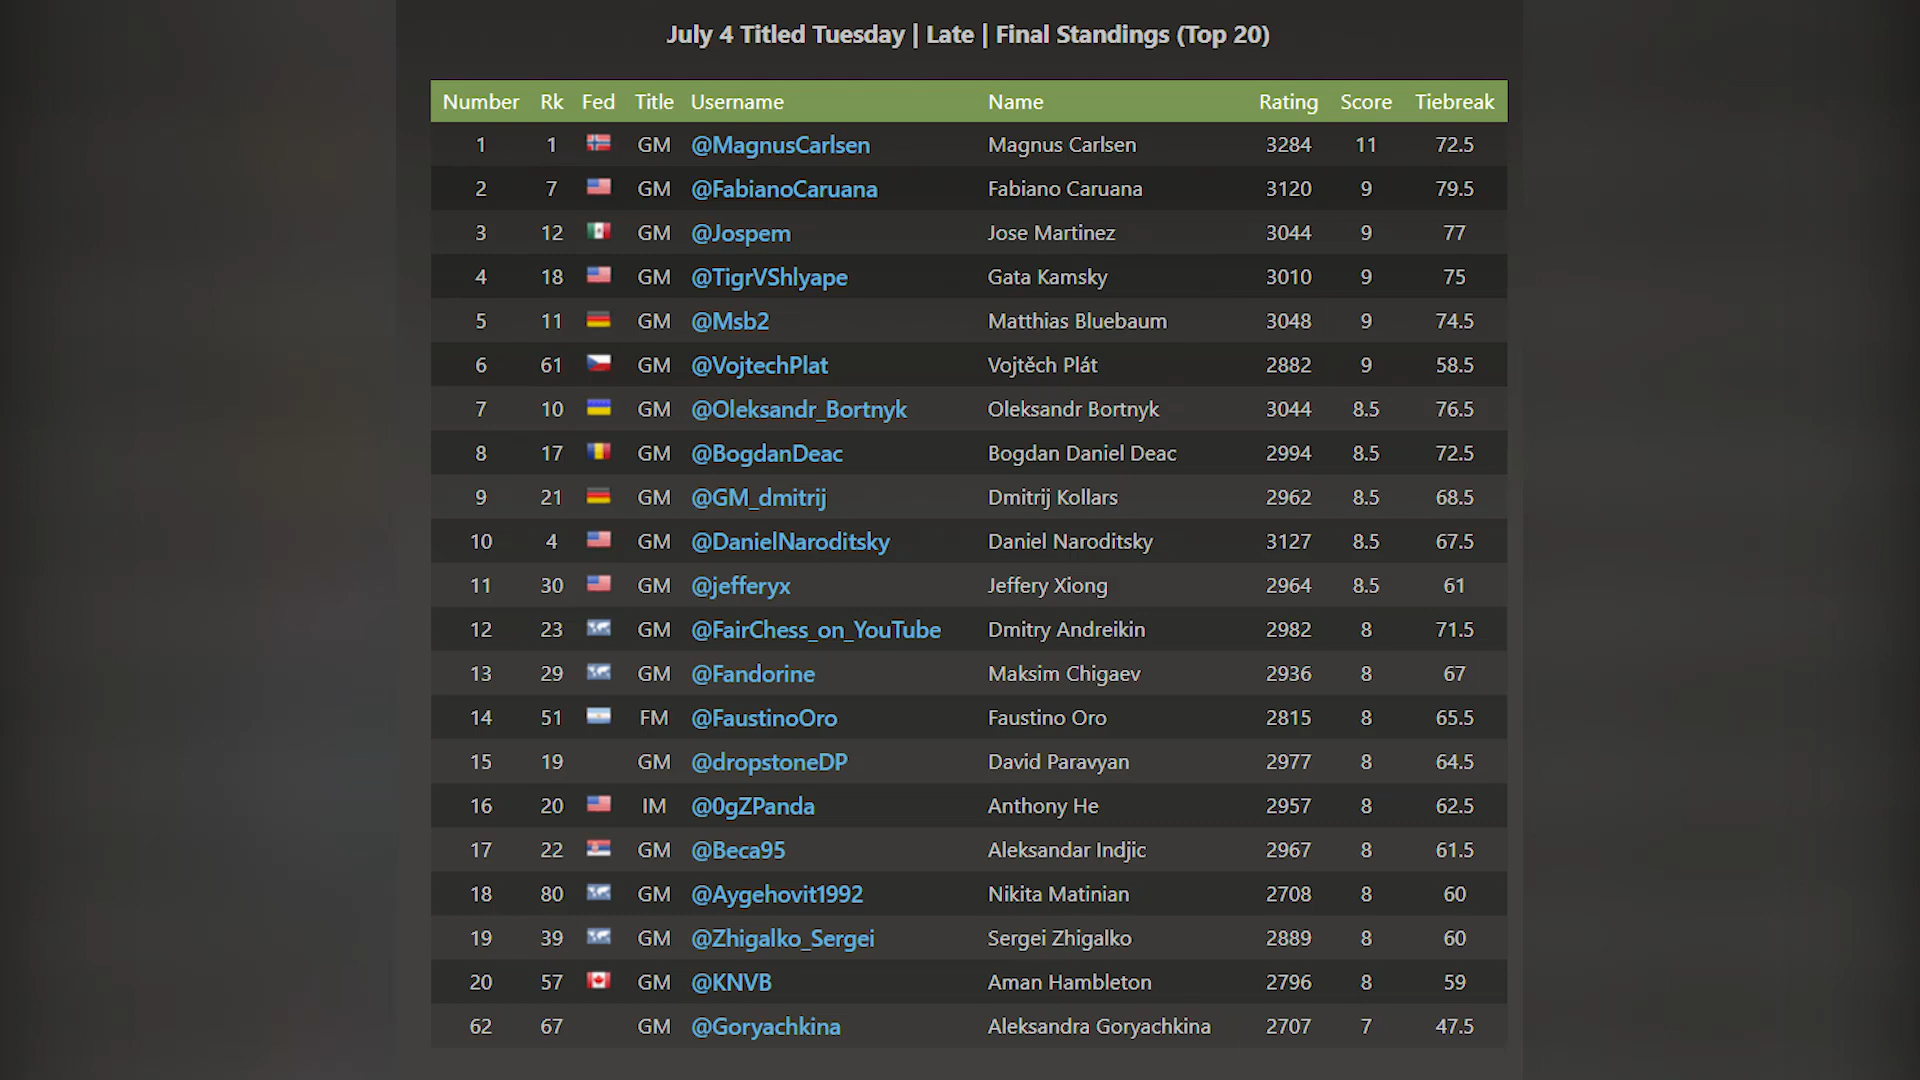 July 4 Titled Tuesday | Late | Final Standings (Top 20)
Number Rk Fed Title Username Name Rating Score Tiebreak
1 1 GM @MagnusCarlsen Magnus Carlsen 3284 11 72.5
2 7 GM @FabianoCaruana Fabiano Caruana 3120 9 79.5
3 12 GM @Jospem Jose Martinez 3044 9 77
4 18 GM @TigrVShlyape Gata Kamsky 3010 9 75
5 11 GM @Msb2 Matthias Bluebaum 3048 9 74.5
6 61 GM @VojtechPlat Vojtěch Plát 2882 9 58.5
7 10 GM @Oleksandr_Bortnyk Oleksandr Bortnyk 3044 8.5 76.5
8 17 GM @BogdanDeac Bogdan Daniel Deac 2994 8.5 72.5
9 21 GM @GM_dmitrij Dmitrij Kollars 2962 8.5 68.5
10 4 GM @DanielNaroditsky Daniel Naroditsky 3127 8.5 67.5
11 30 GM @jefferyx Jeffery Xiong 2964 8.5 61
12 23 GM @FairChess_on_YouTube Dmitry Andreikin 2982 8 71.5
13 29 GM @Fandorine Maksim Chigaev 2936 8 67
14 51 FM @FaustinoOro Faustino Oro 2815 8 65.5
15 19 GM @dropstoneDP David Paravyan 2977 8 64.5
16 20 IM @0gZPanda Anthony He 2957 8 62.5
17 22 GM @Beca95 Aleksandar Indjic 2967 8 61.5
18 80 GM @Aygehovit1992 Nikita Matinian 2708 8 60
19 39 GM @Zhigalko_Sergei Sergei Zhigalko 2889 8 60
20 57 GM @KNVB Aman Hambleton 2796 8 59
62 67 GM @Goryachkina Aleksandra Goryachkina 2707 7 47.5